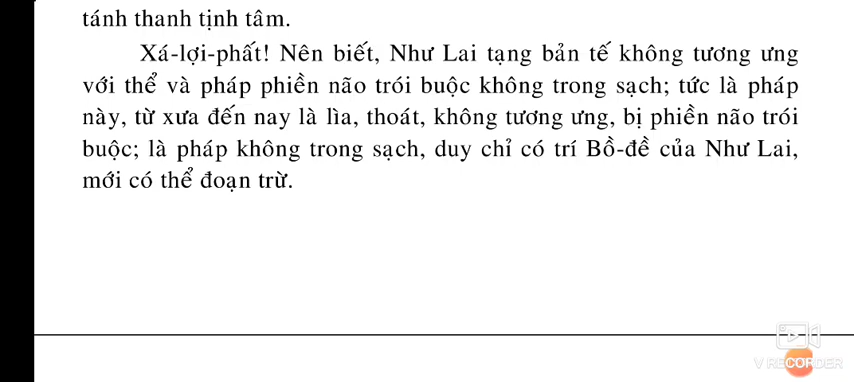 tánh thanh tịnh tâm.
Xá-lợi-phất! Nên biết, Như Lai tạng bản tế không tương ưng
với thể và pháp phiền não trói buộc không trong sạch; tức là pháp
này, từ xưa đến nay là lìa, thoát, không tương ưng, bị phiền não trói
buộc; là pháp không trong sạch, duy chỉ có trí Bồ-đề của Như Lai,
mới có thể đoạn trừ.
V RECORDER